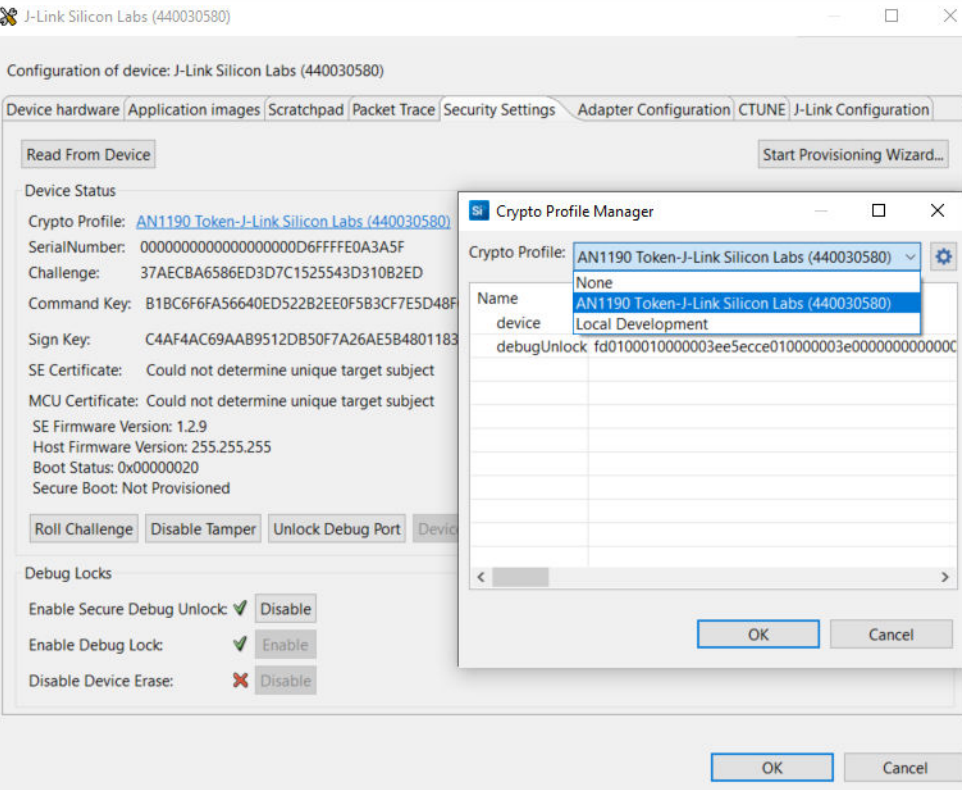 J-Link Silicon Labs (440030580)
Configuration of device: J-Link Silicon Labs (440030580)
Device hardware Application images Scratchpad Packet Trace Security Settings Adapter Configuration CTUNE J-Link Configuration
Read From Device
Start Provisioning Wizard...
Device Status
Crypto Profile: AN1190 Token-J-Link Silicon Labs (440030580)
SerialNumber: 0000000000000000000D6FFFFE0A3A5F
Challenge: 37AECBA6586ED3D7C1525543D310B2ED
Command Key: B1BC6F6FA56640ED522B2EE0F5B3CF7E5D48F
Sign Key: C4AF4AC69AAB9512DB50F7A26AE5B4801183
SE Certificate: Could not determine unique target subject
MCU Certificate: Could not determine unique target subject
SE Firmware Version: 1.2.9
Host Firmware Version: 255.255.255
Boot Status: 0x00000020
Secure Boot: Not Provisioned
Roll Challenge Disable Tamper Unlock Debug Port Device
Debug Locks
Enable Secure Debug Unlock: Disable
Enable Debug Lock: Enable
Disable Device Erase: Disable
Si Crypto Profile Manager
Crypto Profile: AN1190 Token-J-Link Silicon Labs (440030580)
None
AN1190 Token-J-Link Silicon Labs (440030580)
Local Development
Name
device
debugUnlock fd0100010000003ee5ecce010000003e0000000000000
OK Cancel
OK Cancel